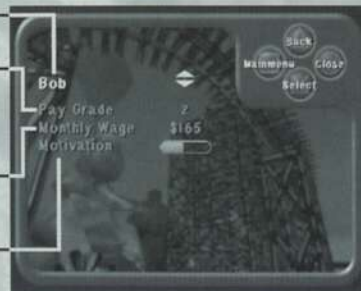 Back
Mainmenu Close
Select
Bob
Pay Grade 2
Monthly Wage $165
Motivation